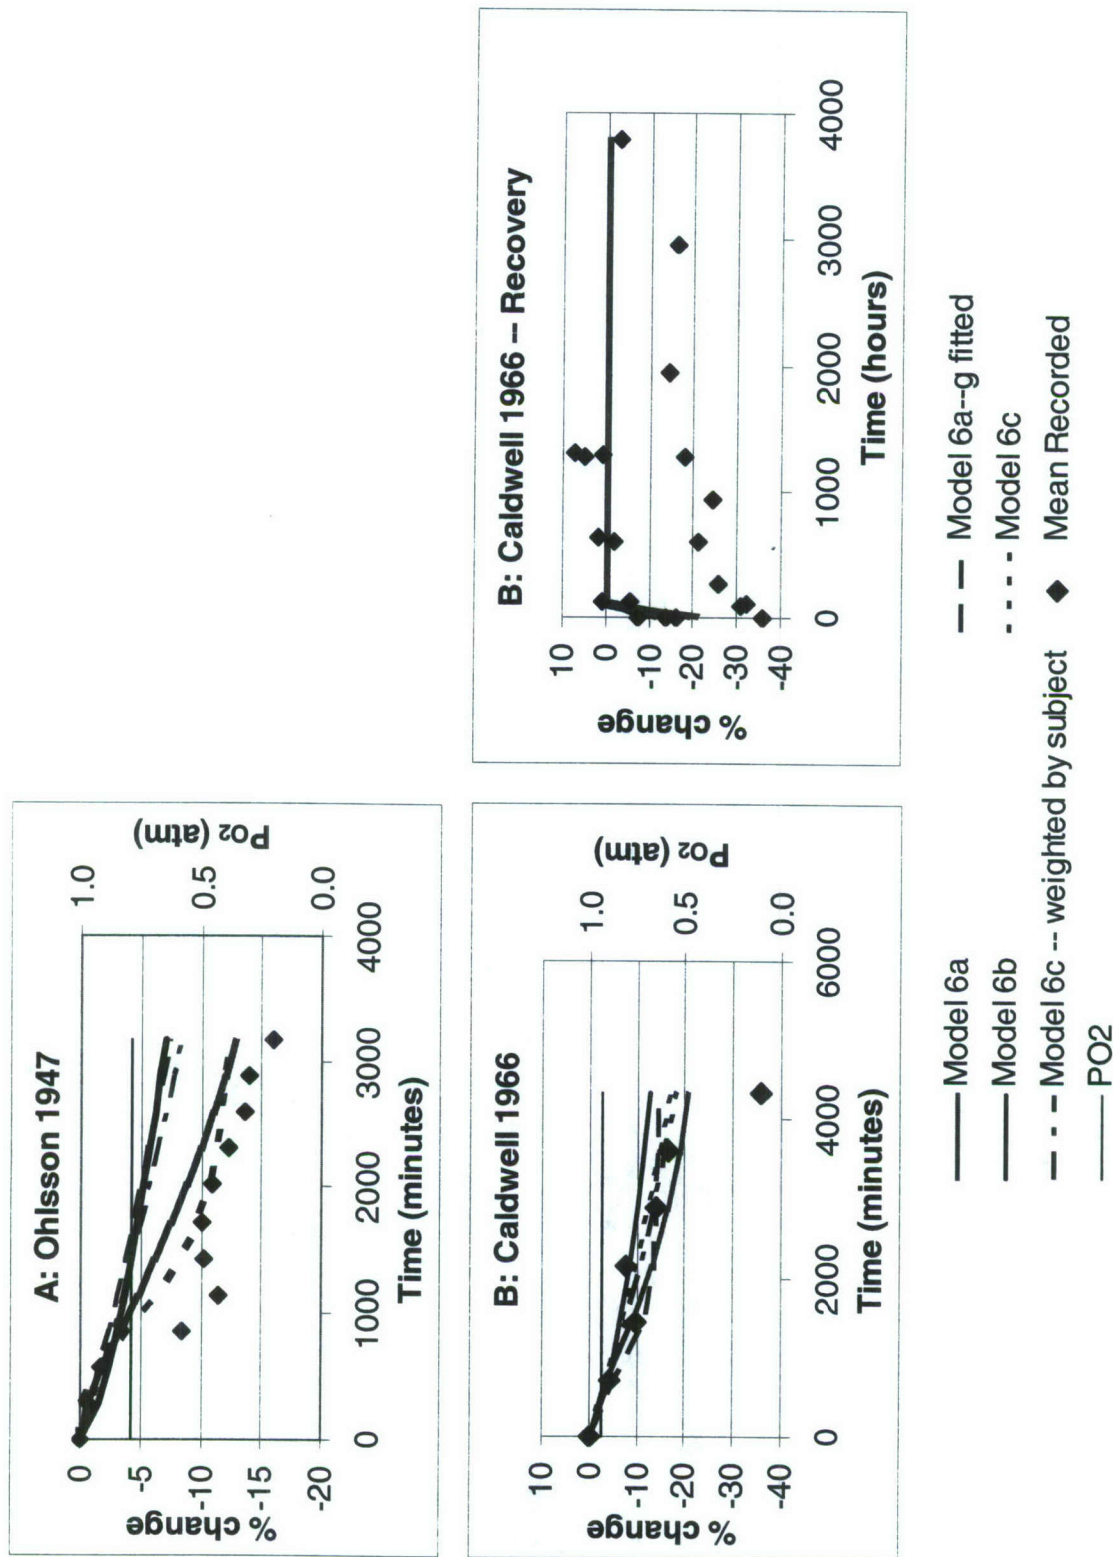 A: Ohlsson 1947
% change
0
-5
-10
-15
-20
0
1000
2000
3000
4000
Time (minutes)
1.0
0.5
0.0
PO2 (atm)
B: Caldwell 1966
% change
10
0
-10
-20
-30
-40
0
2000
4000
6000
Time (minutes)
1.0
0.5
0.0
PO2 (atm)
B: Caldwell 1966 -- Recovery
% change
10
0
-10
-20
-30
-40
0
1000
2000
3000
4000
Time (hours)
Model 6a
Model 6a--g fitted
Model 6b
Model 6c
Model 6c -- weighted by subject
Mean Recorded
PO2